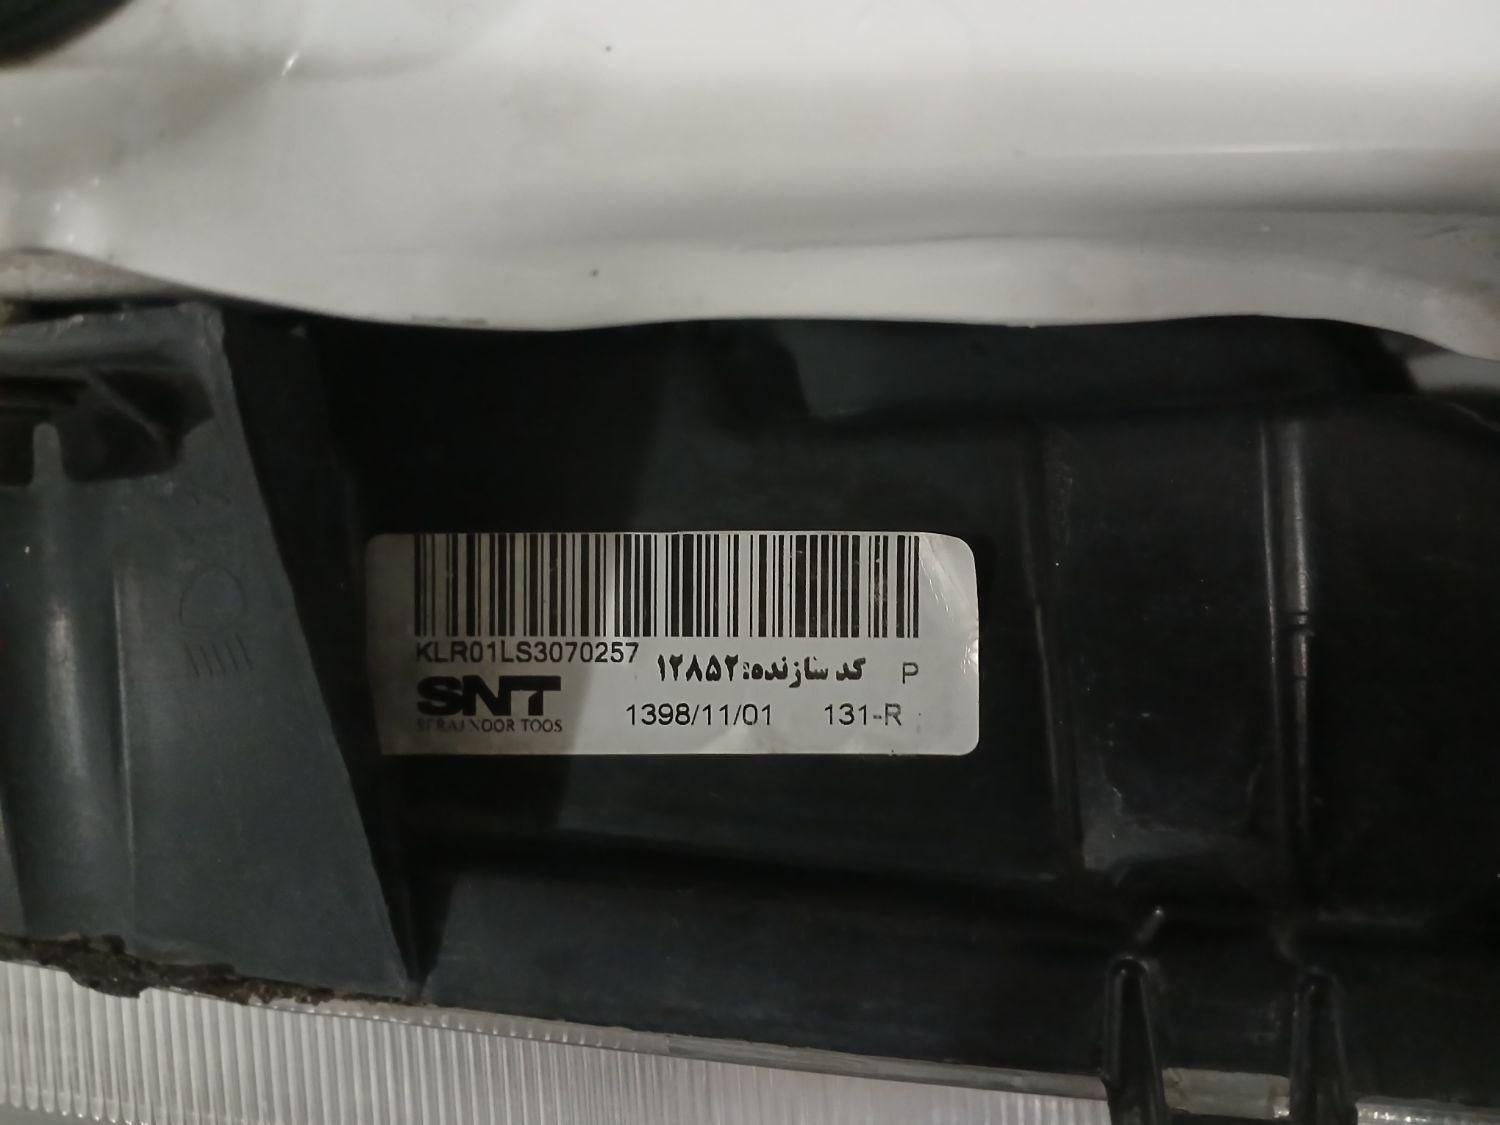 KLR01LS3070257
کد سازنده:۱۲۸۵۲ P
SNT
SERAJ NOOR TOOS
1398/11/01 131-R